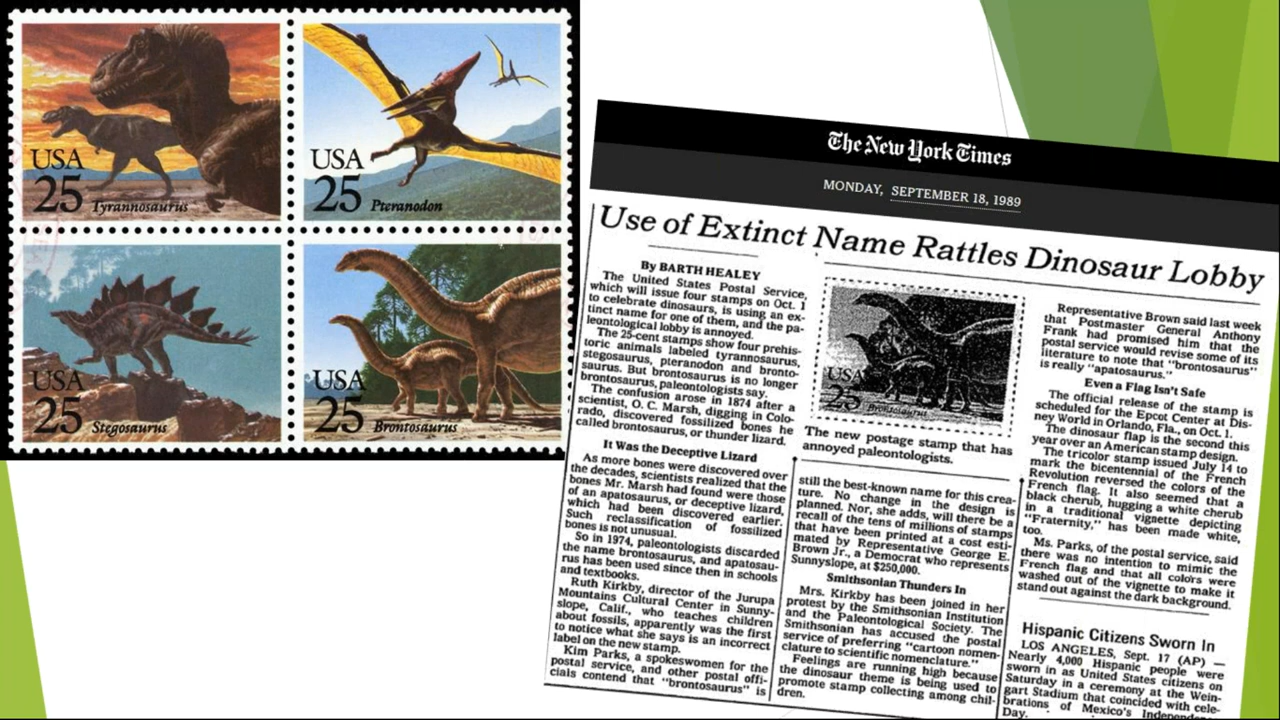 USA
25
Tyrannosaurus
USA
25
Pteranodon
USA
25
Stegosaurus
USA
25
Brontosaurus
The New York Times
MONDAY, SEPTEMBER 18, 1989
Use of Extinct Name Rattles Dinosaur Lobby
By BARTH HEALEY
The United States Postal Service,
which will issue four stamps on Oct. 1
to celebrate dinosaurs, is using an ex-
tinct name for one of them, and the pa-
leontological lobby is annoyed.
The 25-cent stamps show four prehis-
toric animals labeled tyrannosaurus,
stegosaurus, pteranodon and bronto-
saurus. But brontosaurus is no longer
brontosaurus, paleontologists say.
The confusion arose in 1874 after a
scientist, O. C. Marsh, digging in Colo-
rado, discovered fossilized bones he
called brontosaurus, or thunder lizard.
It Was the Deceptive Lizard
As more bones were discovered over
the decades, scientists realized that the
bones Mr. Marsh had found were those
of an apatosaurus, or deceptive lizard,
which had been discovered earlier.
Such reclassification of fossilized
bones is not unusual.
So in 1974, paleontologists discarded
the name brontosaurus, and apatosau-
rus has been used since then in schools
and textbooks.
Ruth Kirkby, director of the Jurupa
Mountains Cultural Center in Sunny-
slope, Calif., who teaches children
about fossils, apparently was the first
to notice what she says is an incorrect
label on the new stamp.
Kim Parks, a spokeswomen for the
postal service, and other postal offi-
cials contend that "brontosaurus" is
USA
25
Brontosaurus
The new postage stamp that has
annoyed paleontologists.
still the best-known name for this crea-
ture. No change in the design is
planned. Nor, she adds, will there be a
recall of the tens of millions of stamps
that have been printed at a cost esti-
mated by Representative George E.
Brown Jr., a Democrat who represents
Sunnyslope, at $250,000.
Smithsonian Thunders In
Mrs. Kirkby has been joined in her
protest by the Smithsonian Institution
and the Paleontological Society. The
Smithsonian has accused the postal
service of preferring "cartoon nomen-
clature to scientific nomenclature."
Feelings are running high because
the dinosaur theme is being used to
promote stamp collecting among chil-
dren.
Representative Brown said last week
that Postmaster General Anthony
Frank had promised him that the
postal service would revise some of its
literature to note that "brontosaurus"
is really "apatosaurus."
Even a Flag Isn't Safe
The official release of the stamp is
scheduled for the Epcot Center at Dis-
ney World in Orlando, Fla., on Oct. 1.
The dinosaur flap is the second this
year over an American stamp design.
The tricolor stamp issued July 14 to
mark the bicentennial of the French
Revolution reversed the colors of the
French flag. It also seemed that a
black cherub, hugging a white cherub
in a traditional vignette depicting
"Fraternity," has been made white,
too.
Ms. Parks, of the postal service, said
there was no intention to mimic the
French flag and that all colors were
washed out of the vignette to make it
stand out against the dark background.
Hispanic Citizens Sworn In
LOS ANGELES, Sept. 17 (AP) —
Nearly 4,000 Hispanic people were
sworn in as United States citizens on
Saturday in a ceremony at the Wein-
gart Stadium that coincided with cele-
brations of Mexico's Independence
Day.